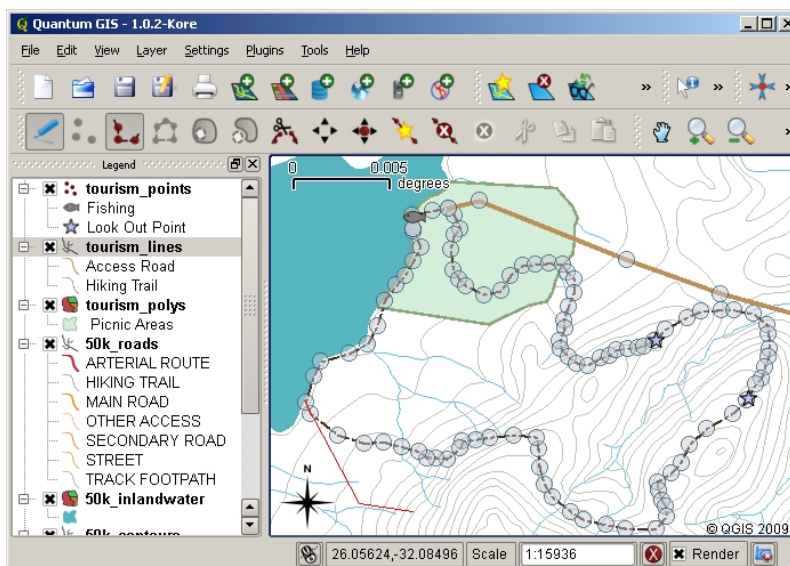 Quantum GIS - 1.0.2-Kore
File Edit View Layer Settings Plugins Tools Help
Legend
tourism_points
Fishing
Look Out Point
tourism_lines
Access Road
Hiking Trail
tourism_polys
Picnic Areas
50k_roads
ARTERIAL ROUTE
HIKING TRAIL
MAIN ROAD
OTHER ACCESS
SECONDARY ROAD
STREET
TRACK FOOTPATH
50k_inlandwater
50k_contours
0 0.005
degrees
N
© QGIS 2009
26.05624,-32.08496 Scale 1:15936 Render